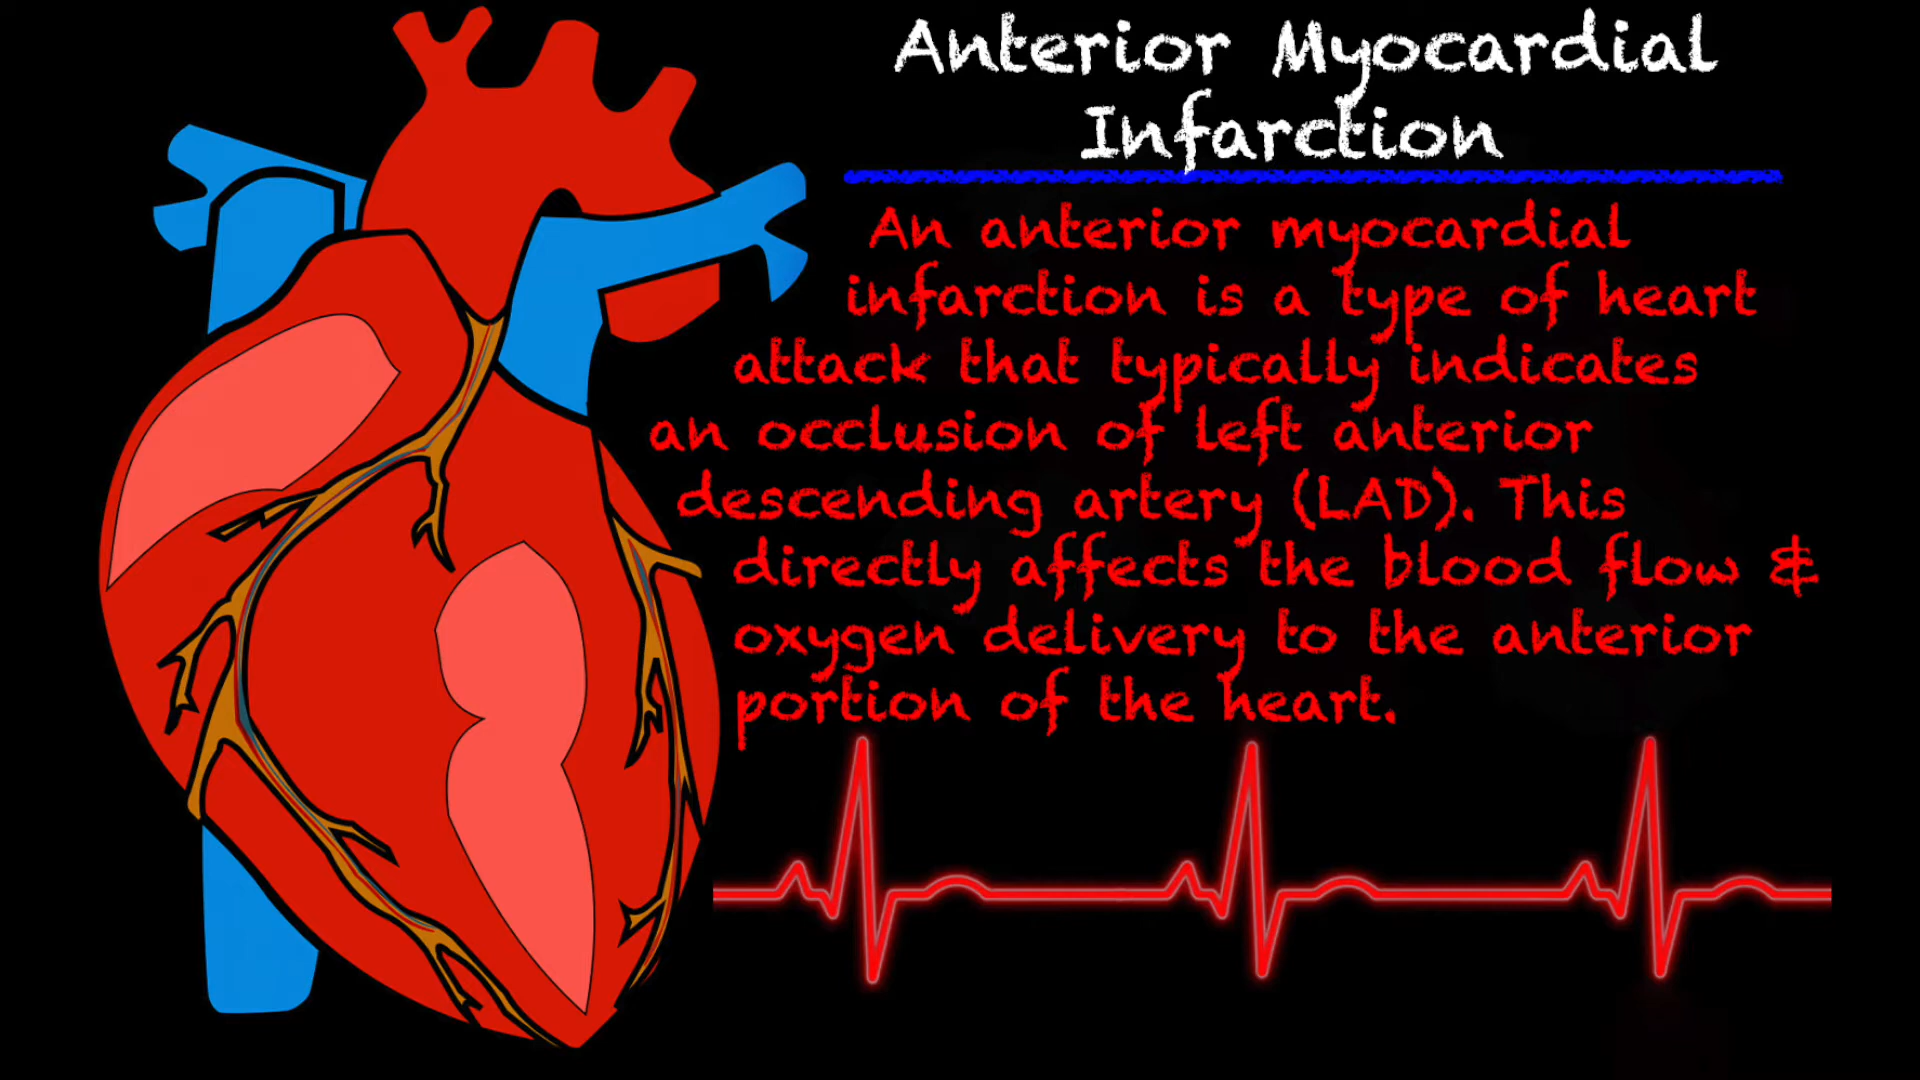 Anterior Myocardial
Infarction
An anterior myocardial
infarction is a type of heart
attack that typically indicates
an occlusion of left anterior
descending artery (LAD). This
directly affects the blood flow &
oxygen delivery to the anterior
portion of the heart.